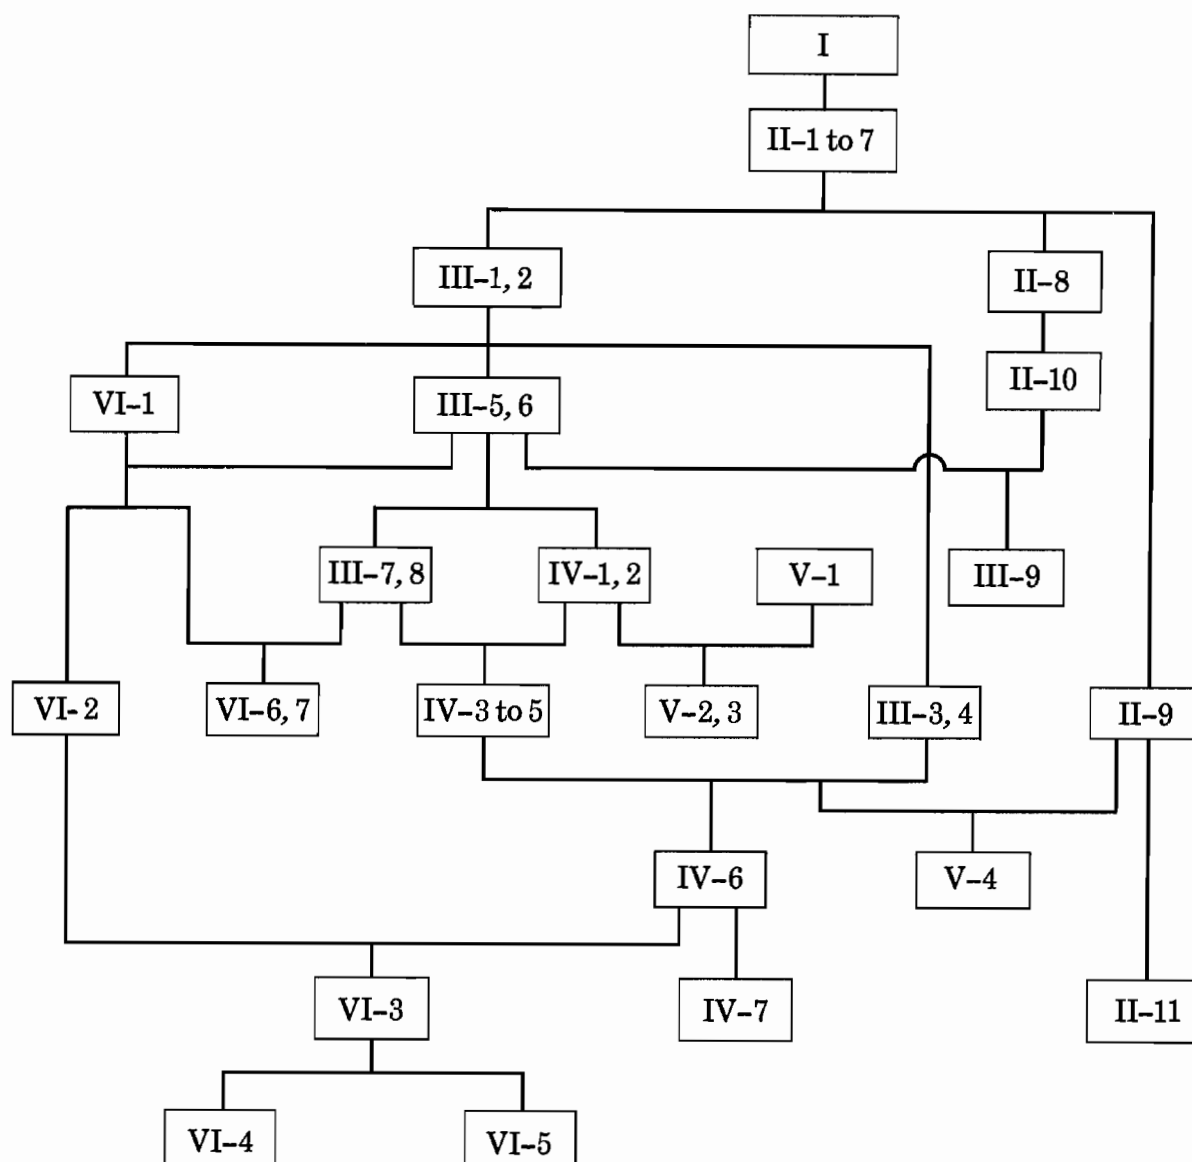 I
II–1 to 7
III–1, 2
II–8
II–10
VI–1
III–5, 6
III–7, 8
IV–1, 2
V–1
III–9
VI-2
VI–6, 7
IV–3 to 5
V–2, 3
III–3, 4
II–9
IV–6
V–4
VI–3
IV–7
II–11
VI–4
VI–5